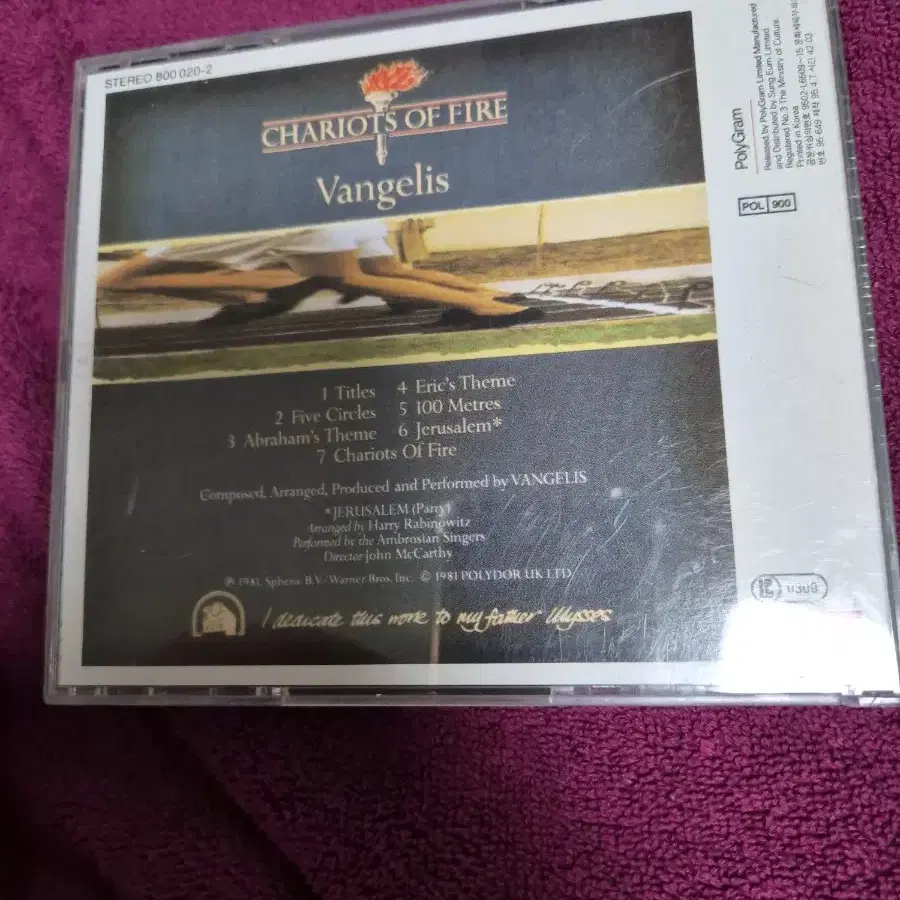 STEREO 800 020-2
CHARIOTS OF FIRE
Vangelis
1 Titles
2 Five Circles
3 Abraham's Theme
4 Eric's Theme
5 100 Metres
6 Jerusalem*
7 Chariots Of Fire
Composed, Arranged, Produced and Performed by VANGELIS
*JERUSALEM (Parry)
Arranged by Harry Rabinowitz
Performed by the Ambrosian Singers
Director John McCarthy
℗ 1981 Spheric B.V./Warner Bros. Inc. © 1981 POLYDOR UK LTD
I dedicate this work to my father Ulysses
PolyGram
Released by PolyGram Limited Manufactured
and Distributed by Sung Eum Limited
Registered No.3 The Ministry of Culture
Printed in Korea
POL 900
LC 0309